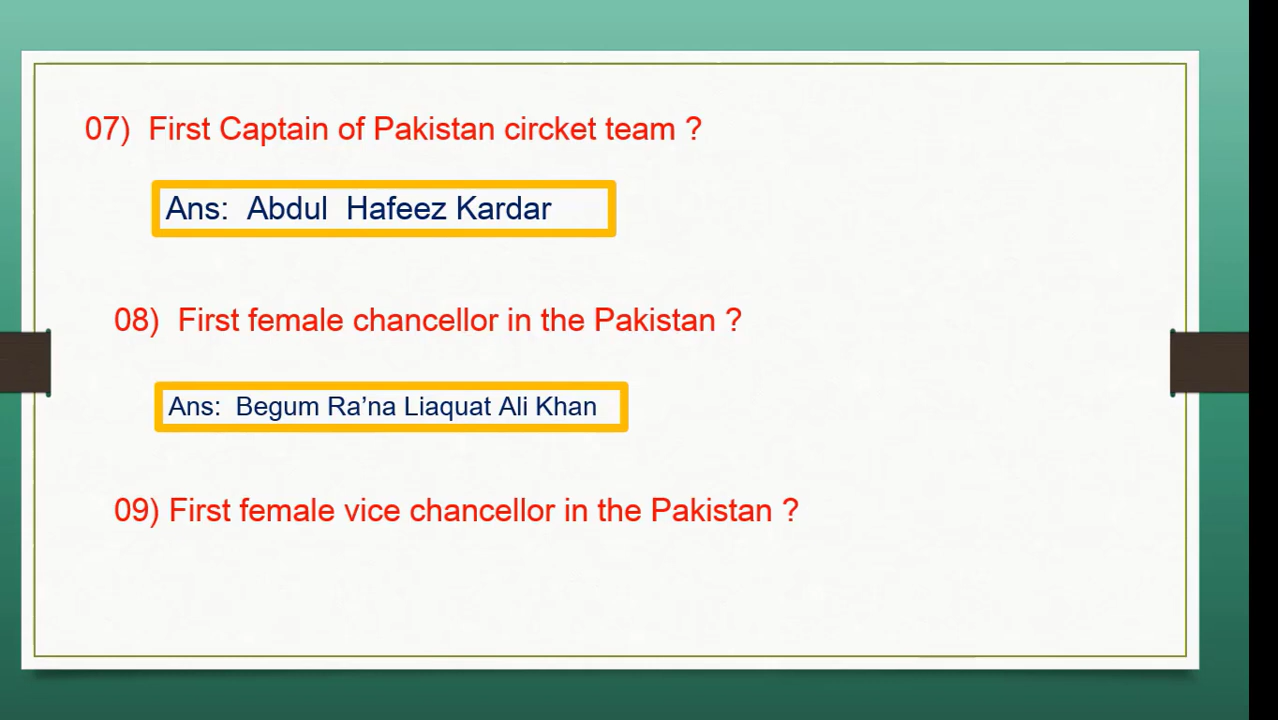 07) First Captain of Pakistan circket team ?
Ans: Abdul Hafeez Kardar
08) First female chancellor in the Pakistan ?
Ans: Begum Ra’na Liaquat Ali Khan
09) First female vice chancellor in the Pakistan ?